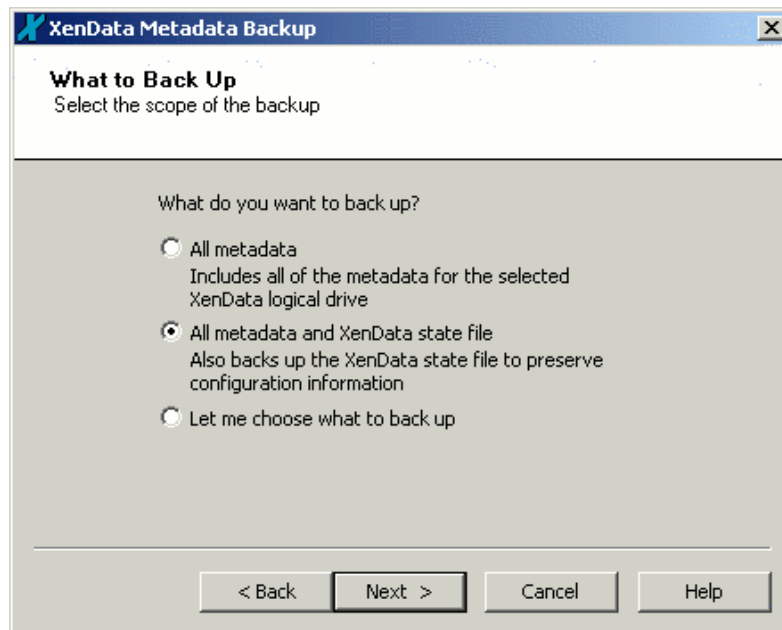 XenData Metadata Backup
What to Back Up
Select the scope of the backup
What do you want to back up?
All metadata
Includes all of the metadata for the selected
XenData logical drive
All metadata and XenData state file
Also backs up the XenData state file to preserve
configuration information
Let me choose what to back up
< Back
Next >
Cancel
Help